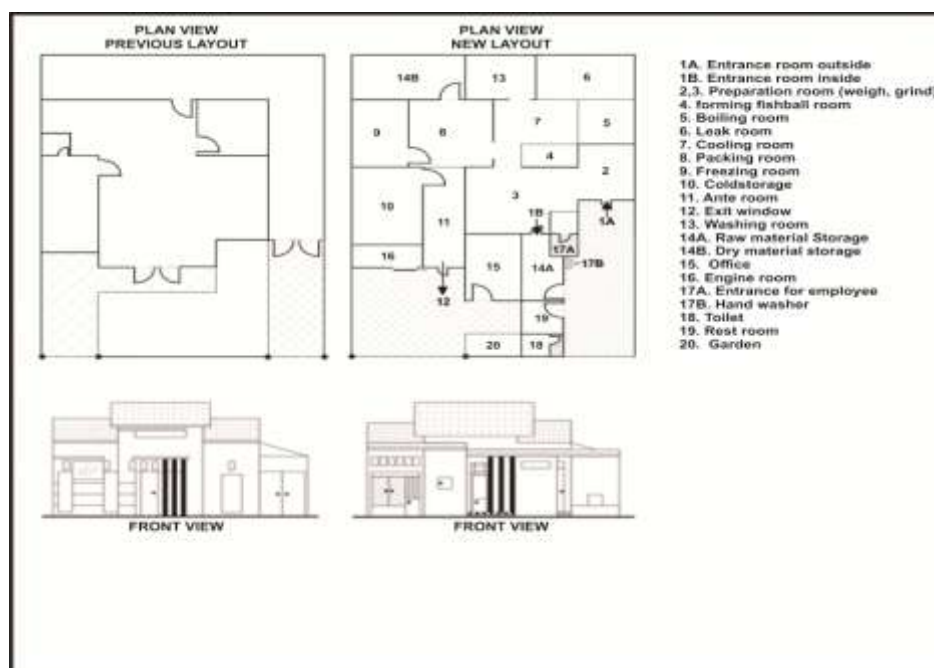 PLAN VIEW
PREVIOUS LAYOUT
PLAN VIEW
NEW LAYOUT
14B
13
6
9
8
7
5
4
2
10
11
3
1B
1A
17A
17B
16
15
14A
12
19
20
18
1A. Entrance room outside
1B. Entrance room inside
2,3. Preparation room (weigh, grind)
4. forming fishball room
5. Boiling room
6. Leak room
7. Cooling room
8. Packing room
9. Freezing room
10. Coldstorage
11. Ante room
12. Exit window
13. Washing room
14A. Raw material Storage
14B. Dry material storage
15. Office
16. Engine room
17A. Entrance for employee
17B. Hand washer
18. Toilet
19. Rest room
20. Garden
FRONT VIEW
FRONT VIEW